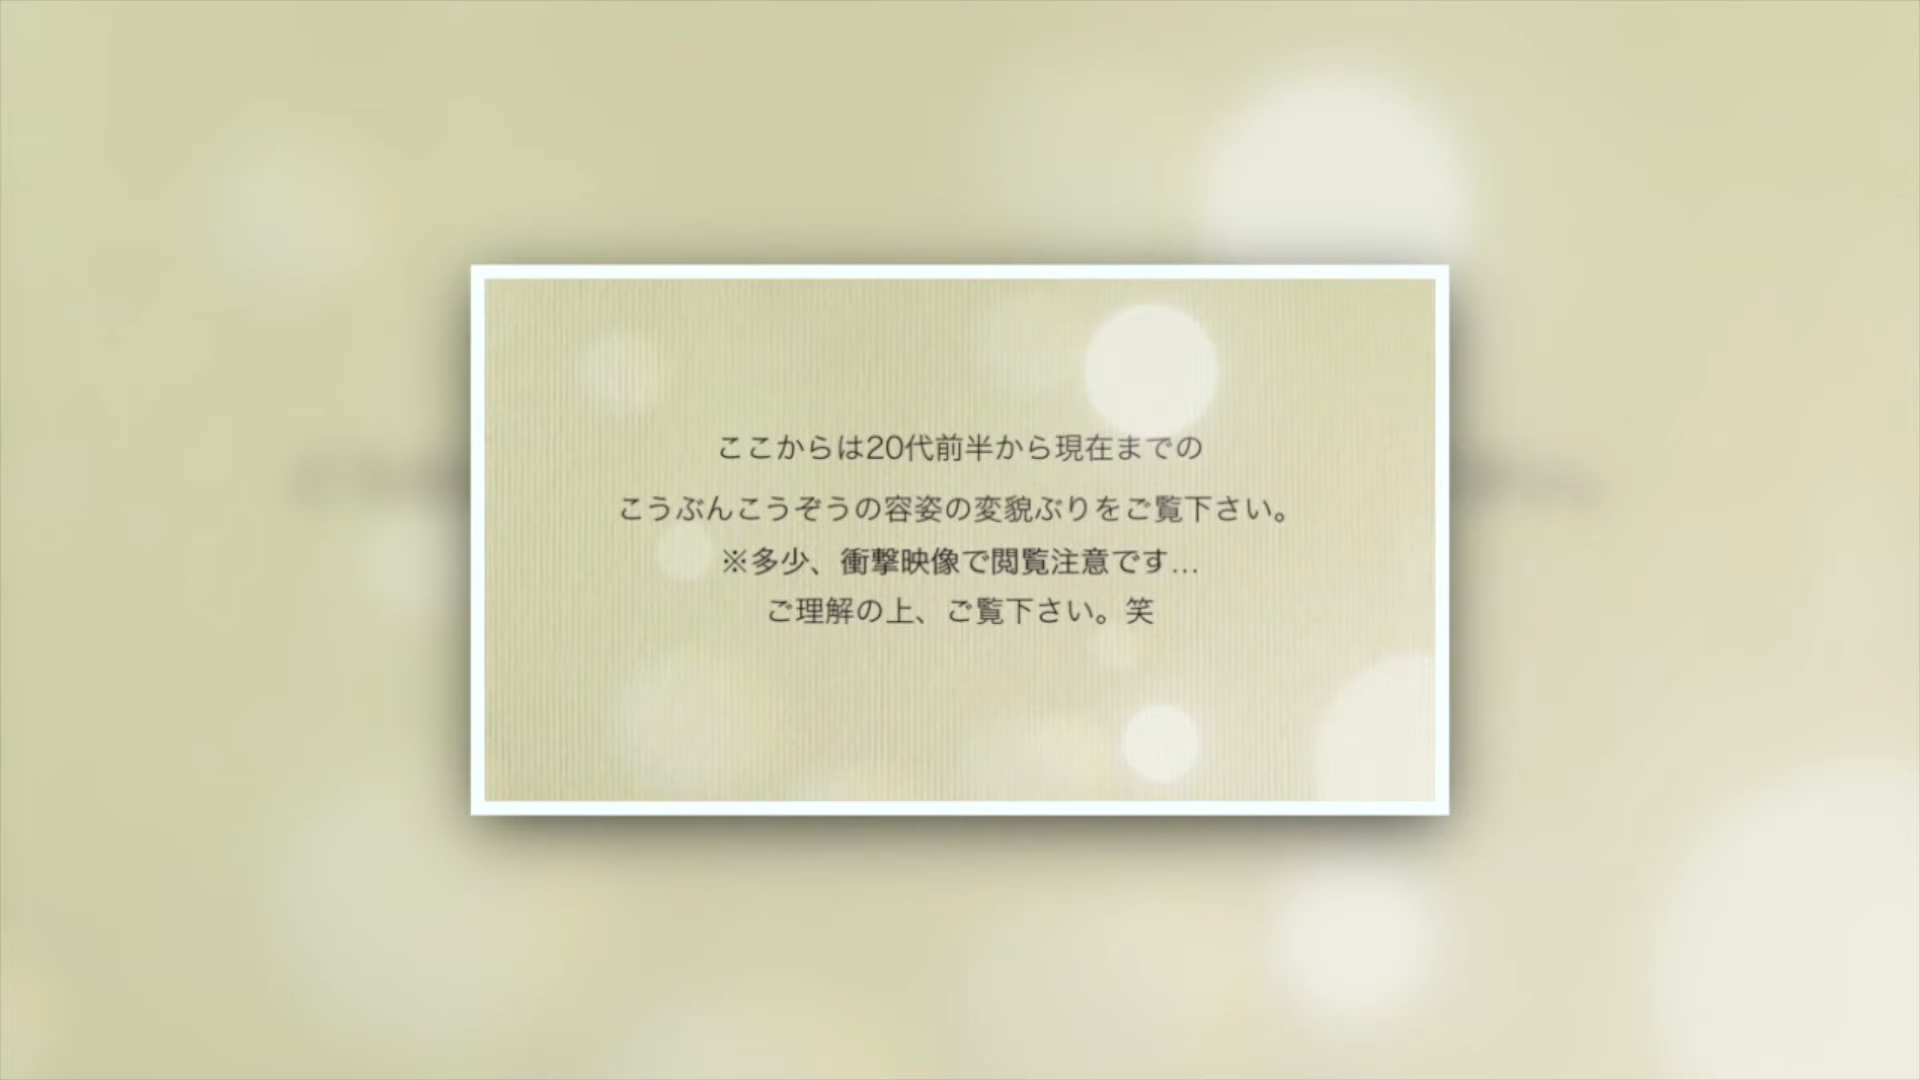 ここからは20代前半から現在までの
こうぶんこうぞうの容姿の変貌ぶりをご覧下さい。
※多少、衝撃映像で閲覧注意です…
ご理解の上、ご覧下さい。笑